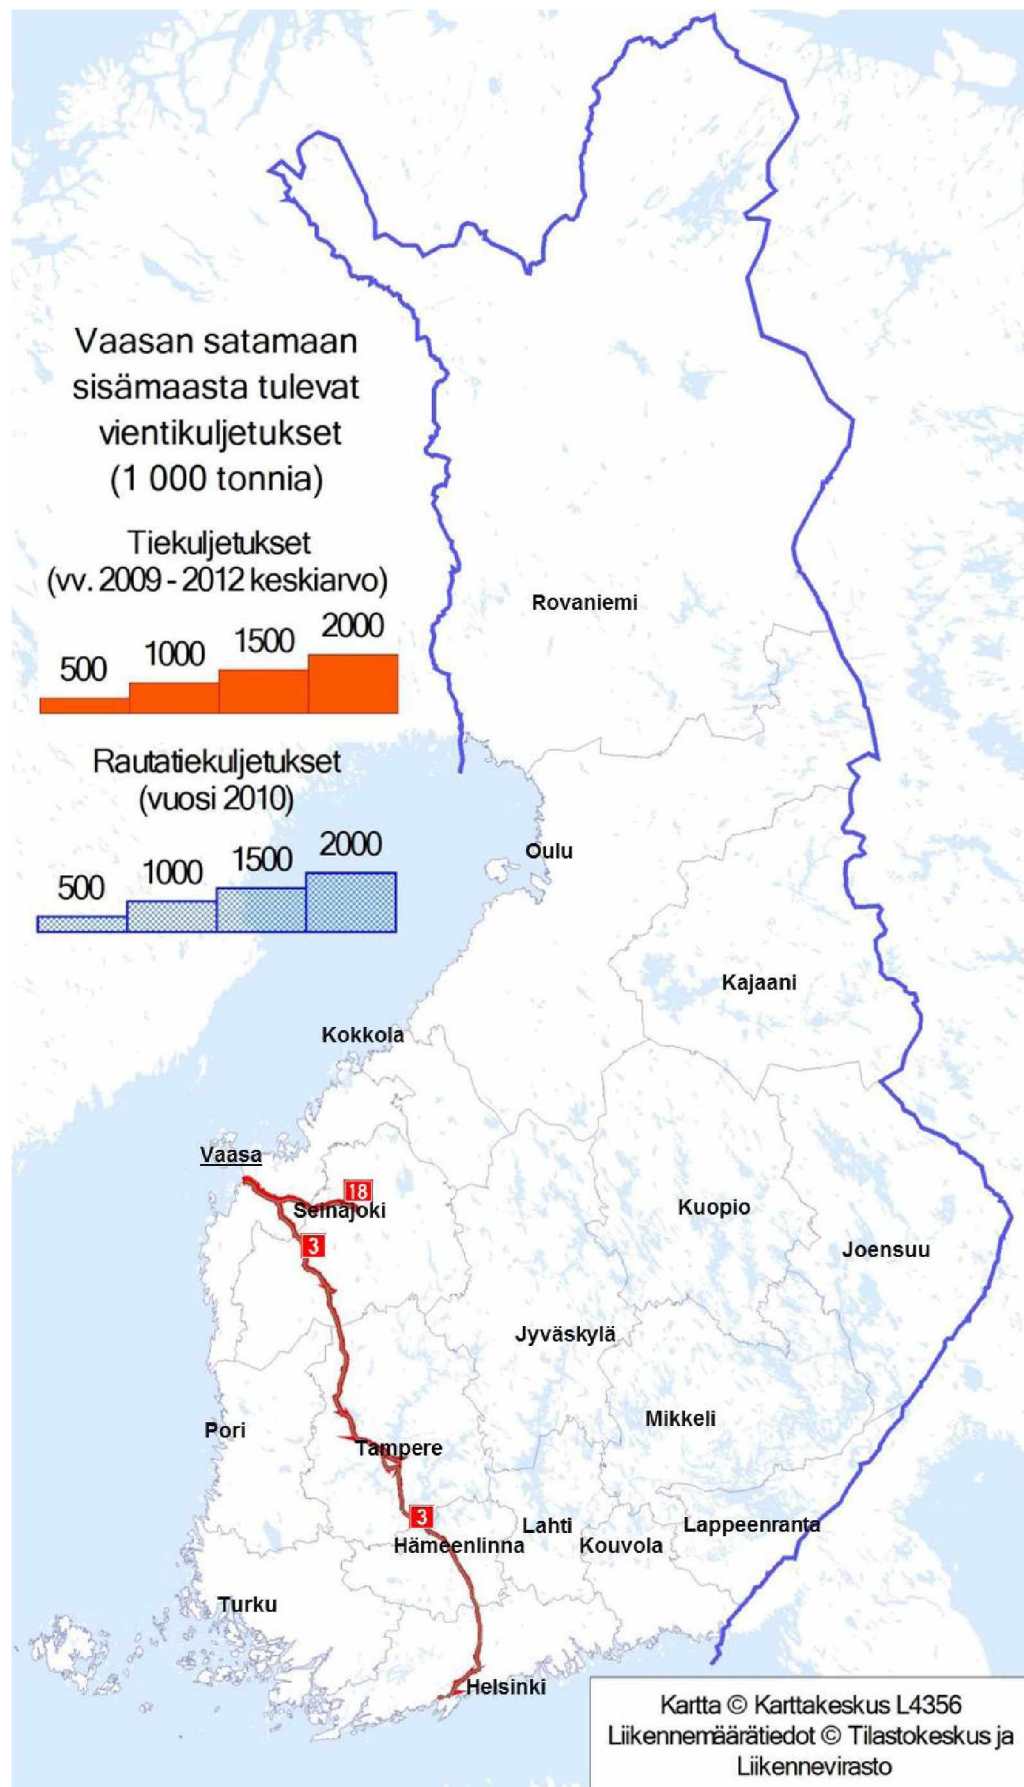 Vaasan satamaan
sisämaasta tulevat
vientikuljetukset
(1 000 tonnia)
Tiekuljetukset
(vv. 2009 - 2012 keskiarvo)
500 1000 1500 2000
Rautatiekuljetukset
(vuosi 2010)
500 1000 1500 2000
Rovaniemi
Oulu
Kajaani
Kokkola
Vaasa
18
Seinäjoki
Kuopio
3
Joensuu
Jyväskylä
Mikkeli
Pori
Tampere
3
Lahti
Lappeenranta
Hämeenlinna
Kouvola
Turku
Helsinki
Kartta © Karttakeskus L4356
Liikennemäärätiedot © Tilastokeskus ja
Liikennevirasto